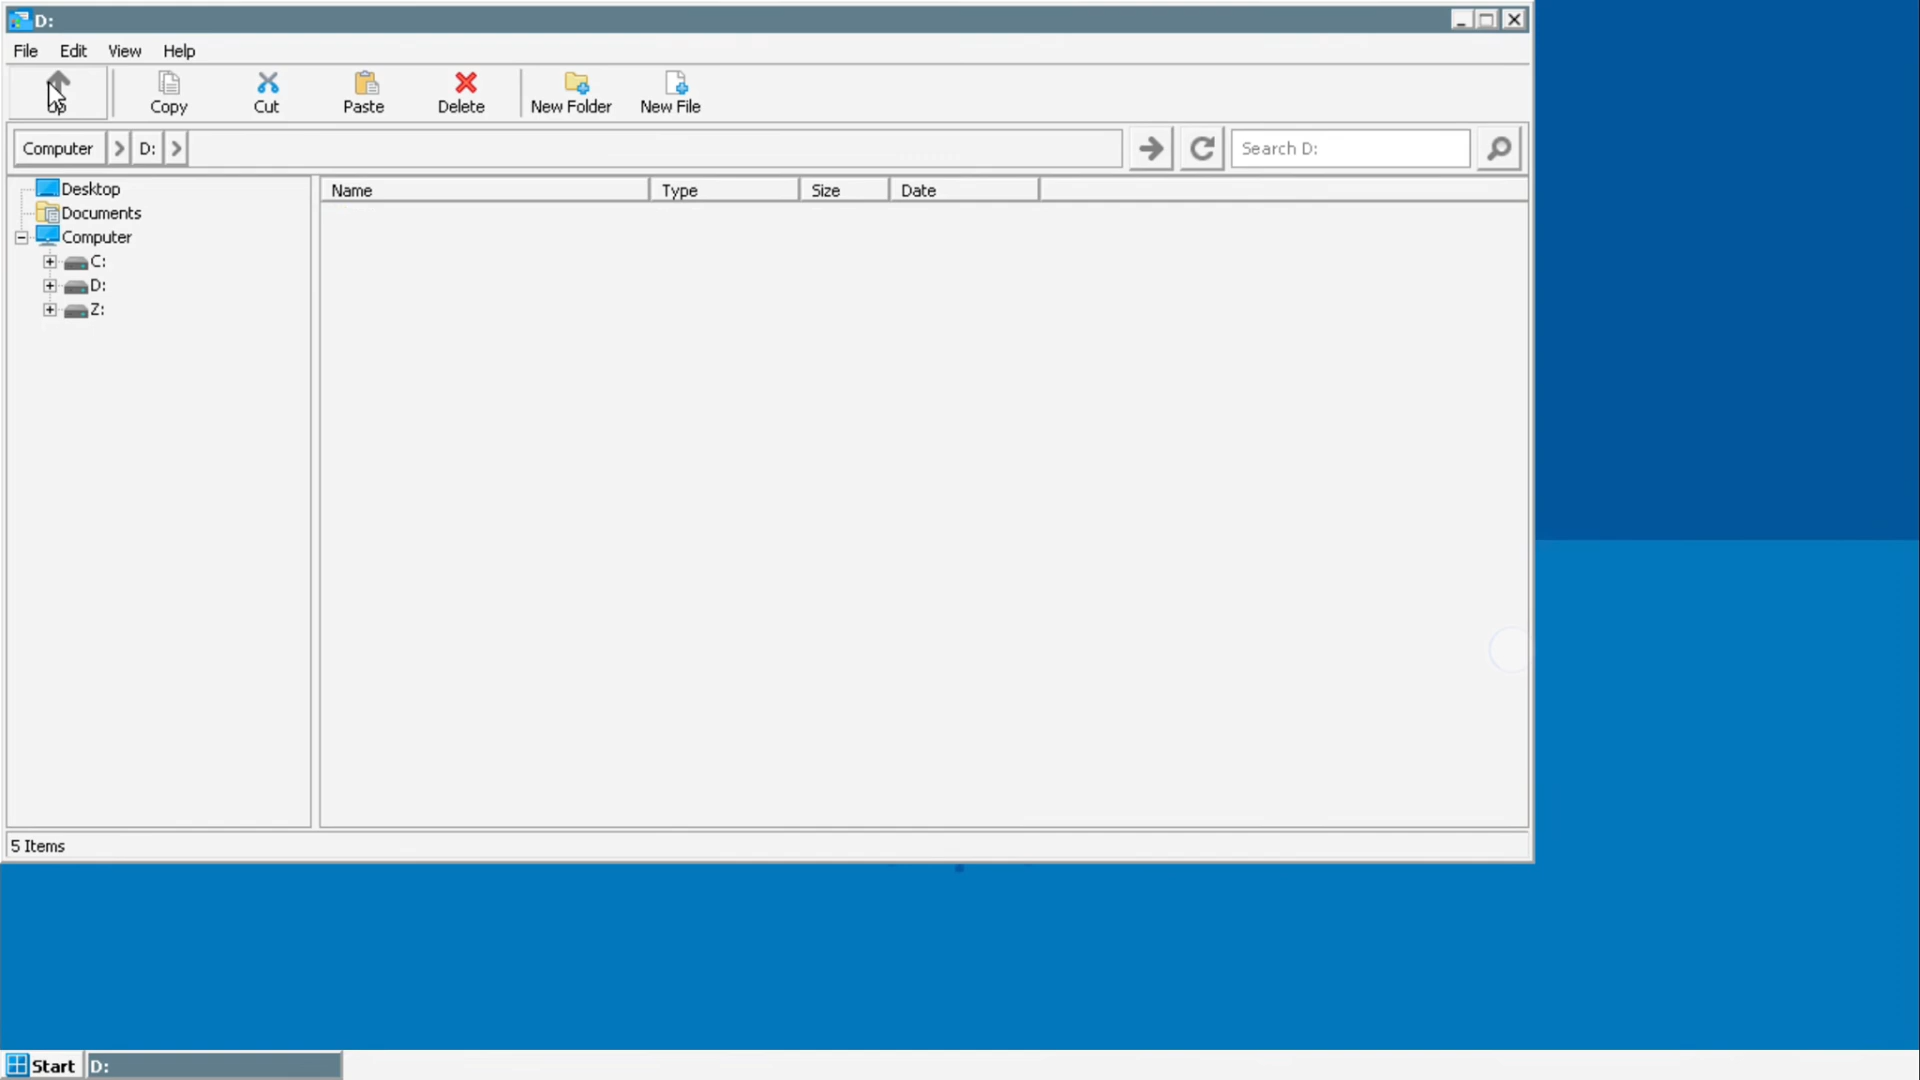 D:
File Edit View Help
Up Copy Cut Paste Delete New Folder New File
Computer D: Search D:
Desktop
Documents
Computer
C:
D:
Z:
Name Type Size Date
5 Items
Start D: